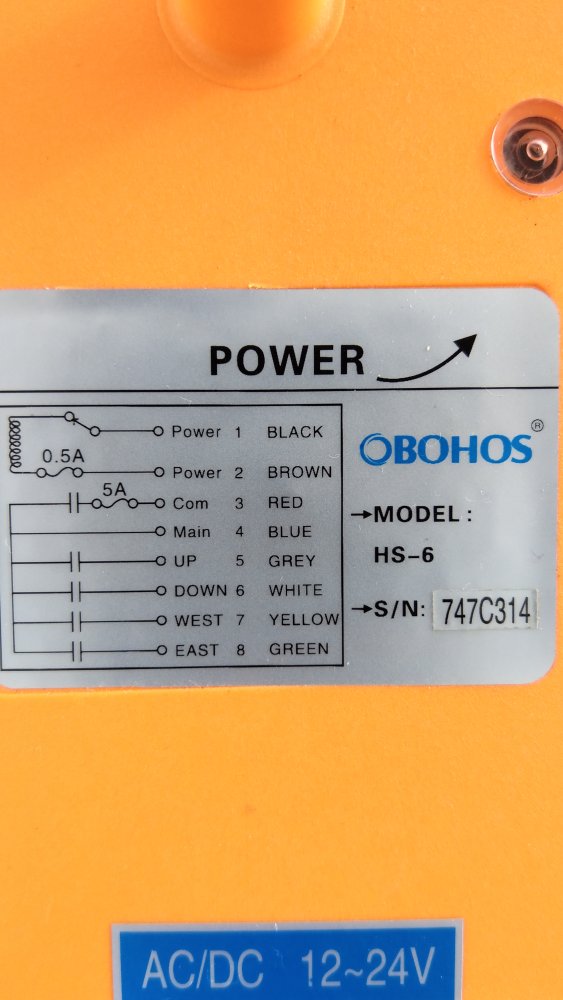 POWER
0.5A
5A
Power 1 BLACK
Power 2 BROWN
Com 3 RED
Main 4 BLUE
UP 5 GREY
DOWN 6 WHITE
WEST 7 YELLOW
EAST 8 GREEN
OBOHOS®
→MODEL:
HS-6
→S/N: 747C314
AC/DC 12~24V